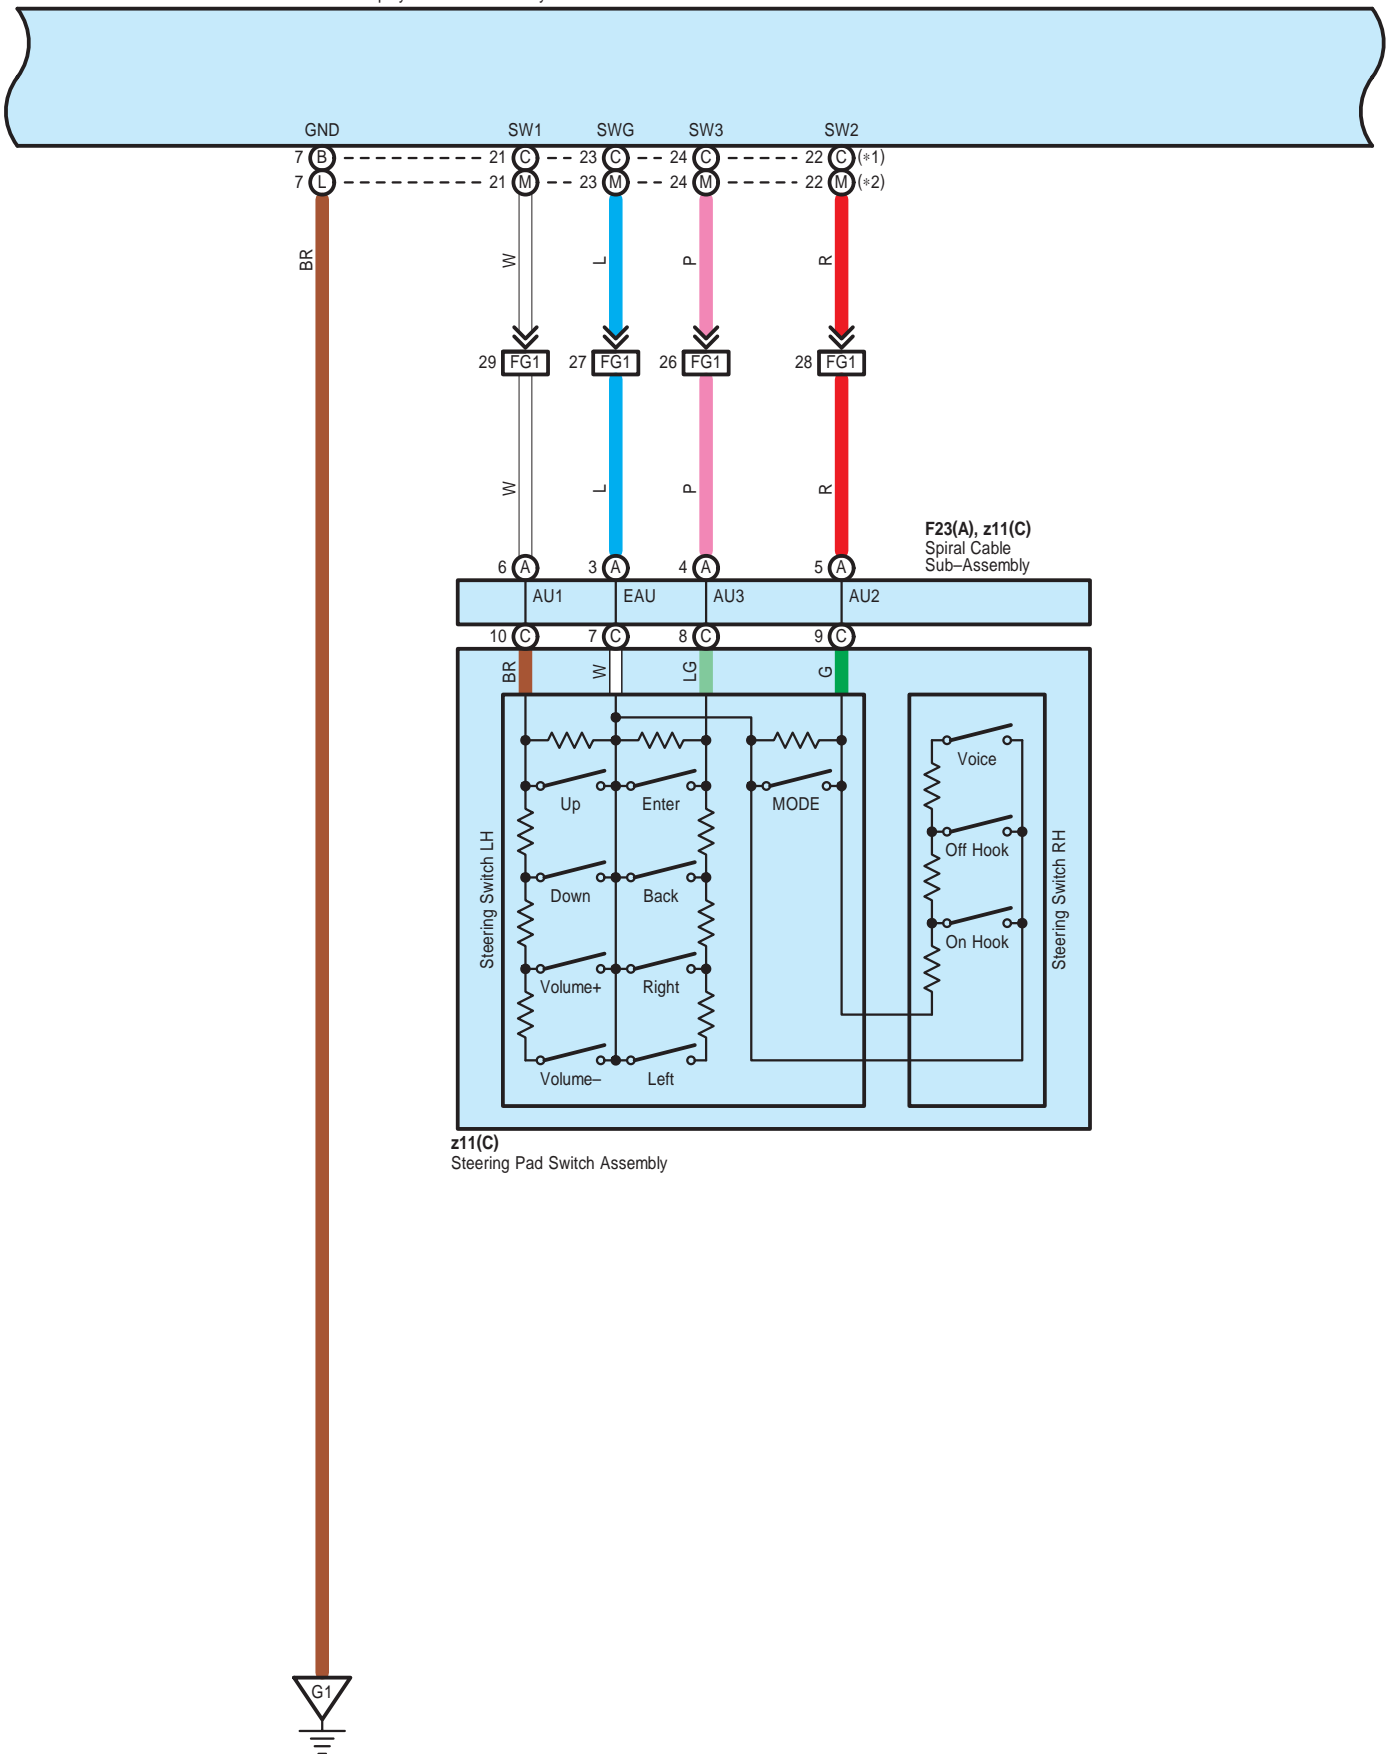 GND SW1 SWG SW3 SW2
7 B 21 C 23 C 24 C 22 C (*1)
7 L 21 M 23 M 24 M 22 M (*2)
BR W L P R
29 FG1 27 FG1 26 FG1 28 FG1
W L P R
F23(A), z11(C)
Spiral Cable
Sub–Assembly
6 A 3 A 4 A 5 A
AU1 EAU AU3 AU2
10 C 7 C 8 C 9 C
BR W LG G
Voice
Up Enter MODE
Steering Switch LH
Off Hook
Steering Switch RH
Down Back
On Hook
Volume+ Right
Volume– Left
z11(C)
Steering Pad Switch Assembly
G1